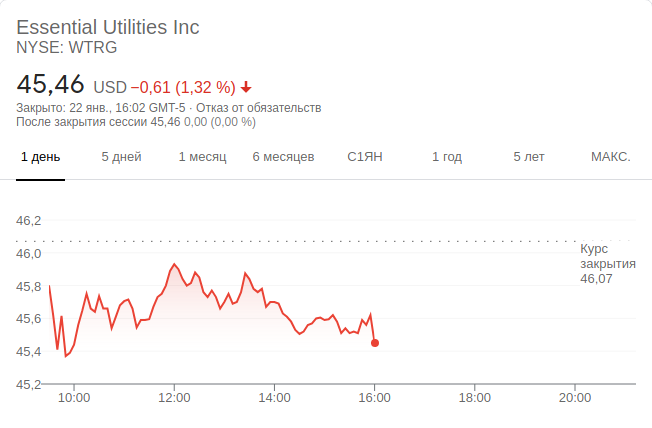 Essential Utilities Inc
NYSE: WTRG
45,46 USD −0,61 (1,32 %)
Закрыто: 22 янв., 16:02 GMT-5 · Отказ от обязательств
После закрытия сессии 45,46 0,00 (0,00 %)
1 день 5 дней 1 месяц 6 месяцев С1ЯН 1 год 5 лет МАКС.
46,2
46,0
45,8
45,6
45,4
45,2
Курс
закрытия
46,07
10:00 12:00 14:00 16:00 18:00 20:00